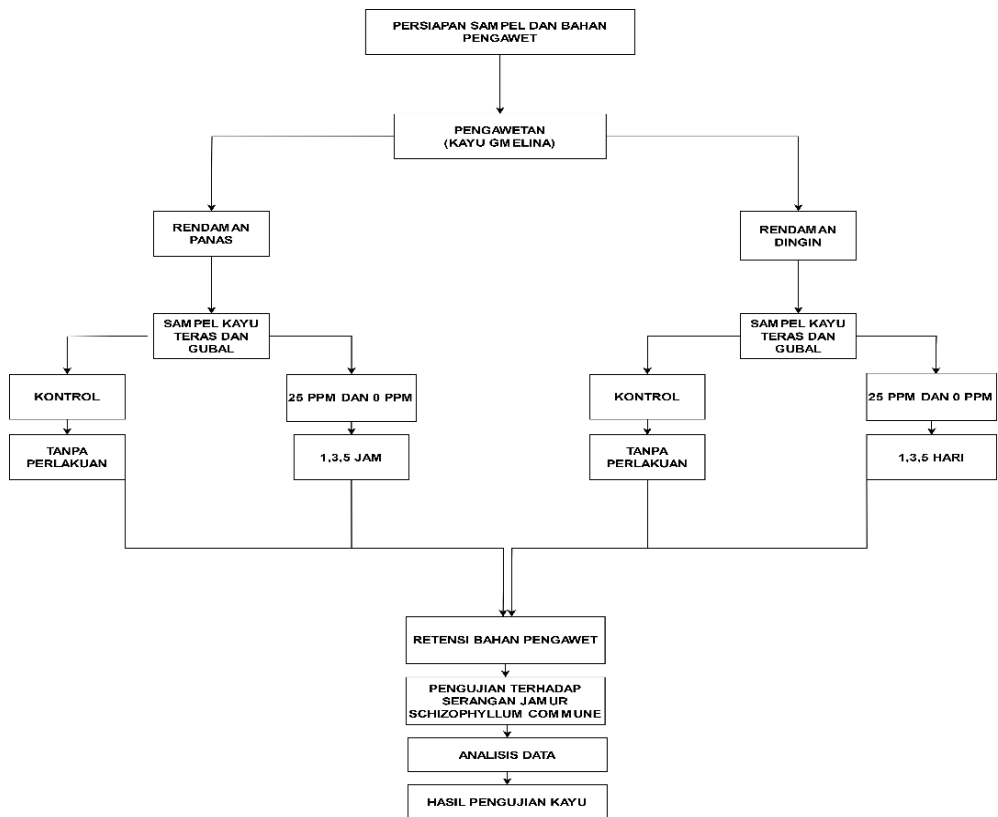 PERSIAPAN SAMPEL DAN BAHAN
PENGAWET
PENGAWETAN
(KAYU GMELINA)
RENDAMAN
PANAS
RENDAMAN
DINGIN
SAMPEL KAYU
TERAS DAN
GUBAL
SAMPEL KAYU
TERAS DAN
GUBAL
KONTROL
25 PPM DAN 0 PPM
KONTROL
25 PPM DAN 0 PPM
TANPA
PERLAKUAN
1,3,5 JAM
TANPA
PERLAKUAN
1,3,5 HARI
RETENSI BAHAN PENGAWET
PENGUJIAN TERHADAP
SERANGAN JAMUR
SCHIZOPHYLLUM COMMUNE
ANALISIS DATA
HASIL PENGUJIAN KAYU